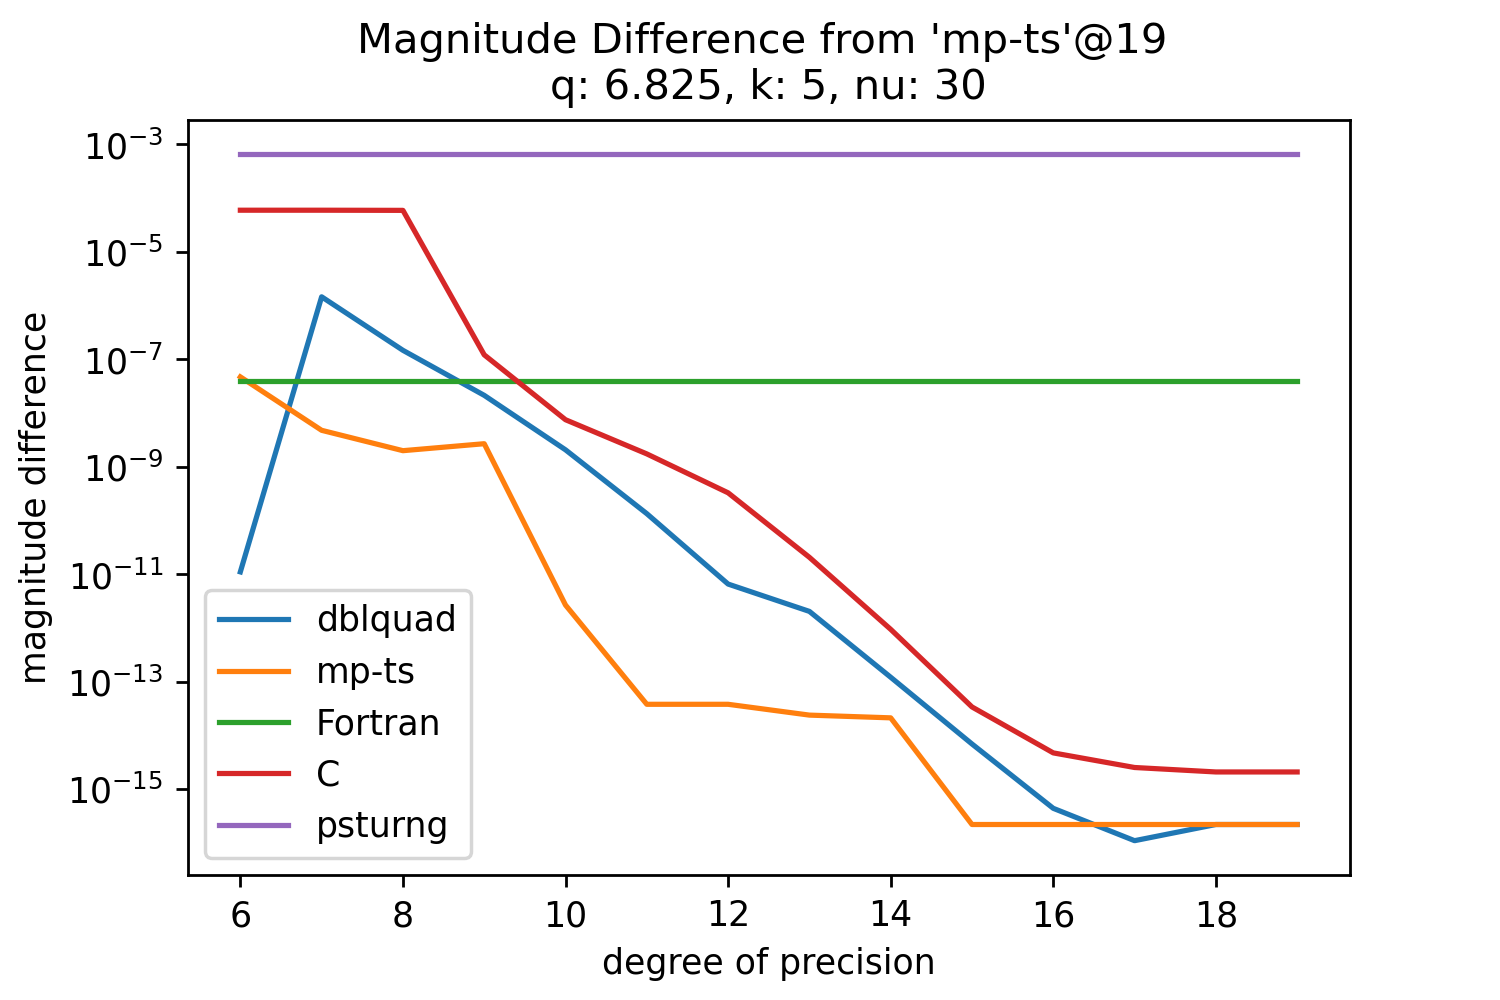 Magnitude Difference from 'mp-ts'@19
q: 6.825, k: 5, nu: 30
magnitude difference
10⁻³
10⁻⁵
10⁻⁷
10⁻⁹
10⁻¹¹
10⁻¹³
10⁻¹⁵
dblquad
mp-ts
Fortran
C
psturng
6 8 10 12 14 16 18
degree of precision